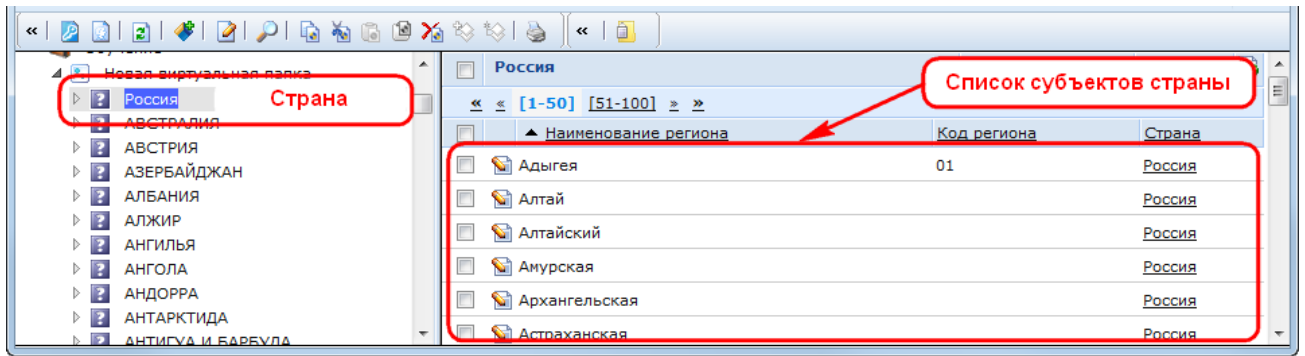 «
«
Обучение
Новая виртуальная папка
Россия
Страна
АВСТРАЛИЯ
АВСТРИЯ
АЗЕРБАЙДЖАН
АЛБАНИЯ
АЛЖИР
АНГИЛЬЯ
АНГОЛА
АНДОРРА
АНТАРКТИДА
АНТИГУА И БАРБУДА
Россия
Список субъектов страны
« « [1-50] [51-100] » »
▲ Наименование региона Код региона Страна
Адыгея 01 Россия
Алтай Россия
Алтайский Россия
Амурская Россия
Архангельская Россия
Астраханская Россия